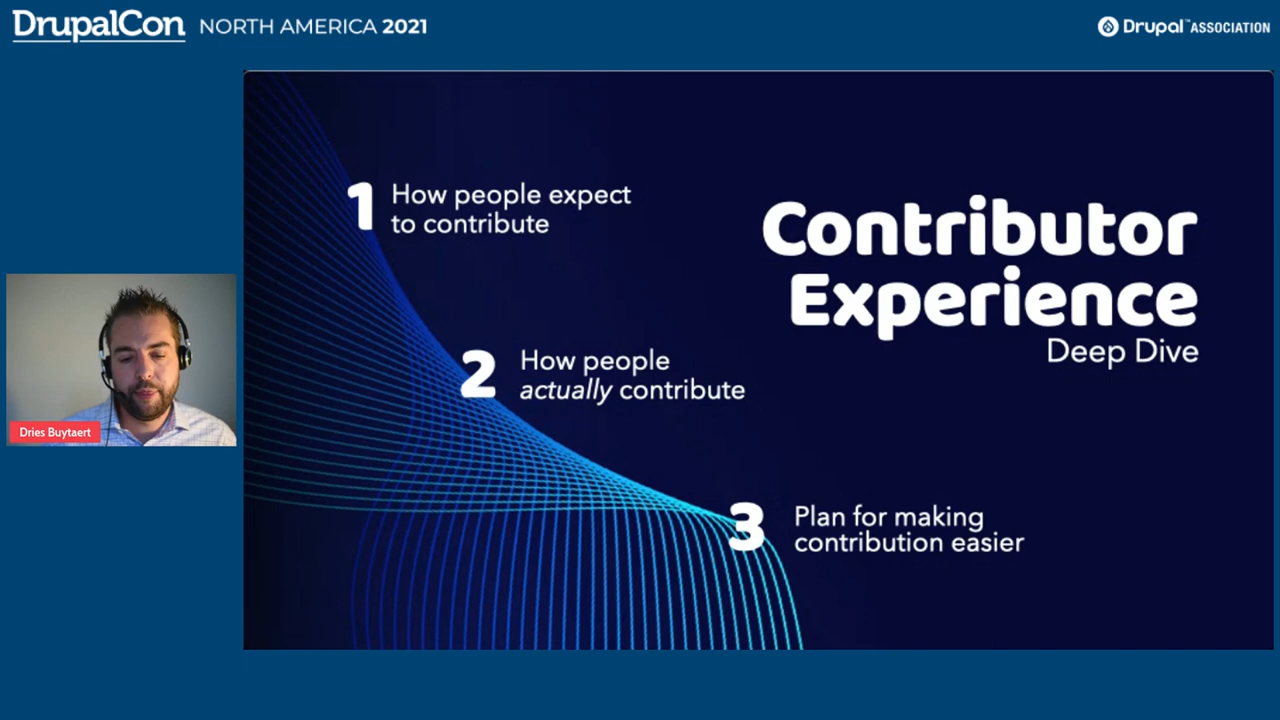 DrupalCon NORTH AMERICA 2021
Drupal™ ASSOCIATION
1 How people expect
to contribute
Contributor
Experience
Deep Dive
2 How people
actually contribute
Dries Buytaert
3 Plan for making
contribution easier